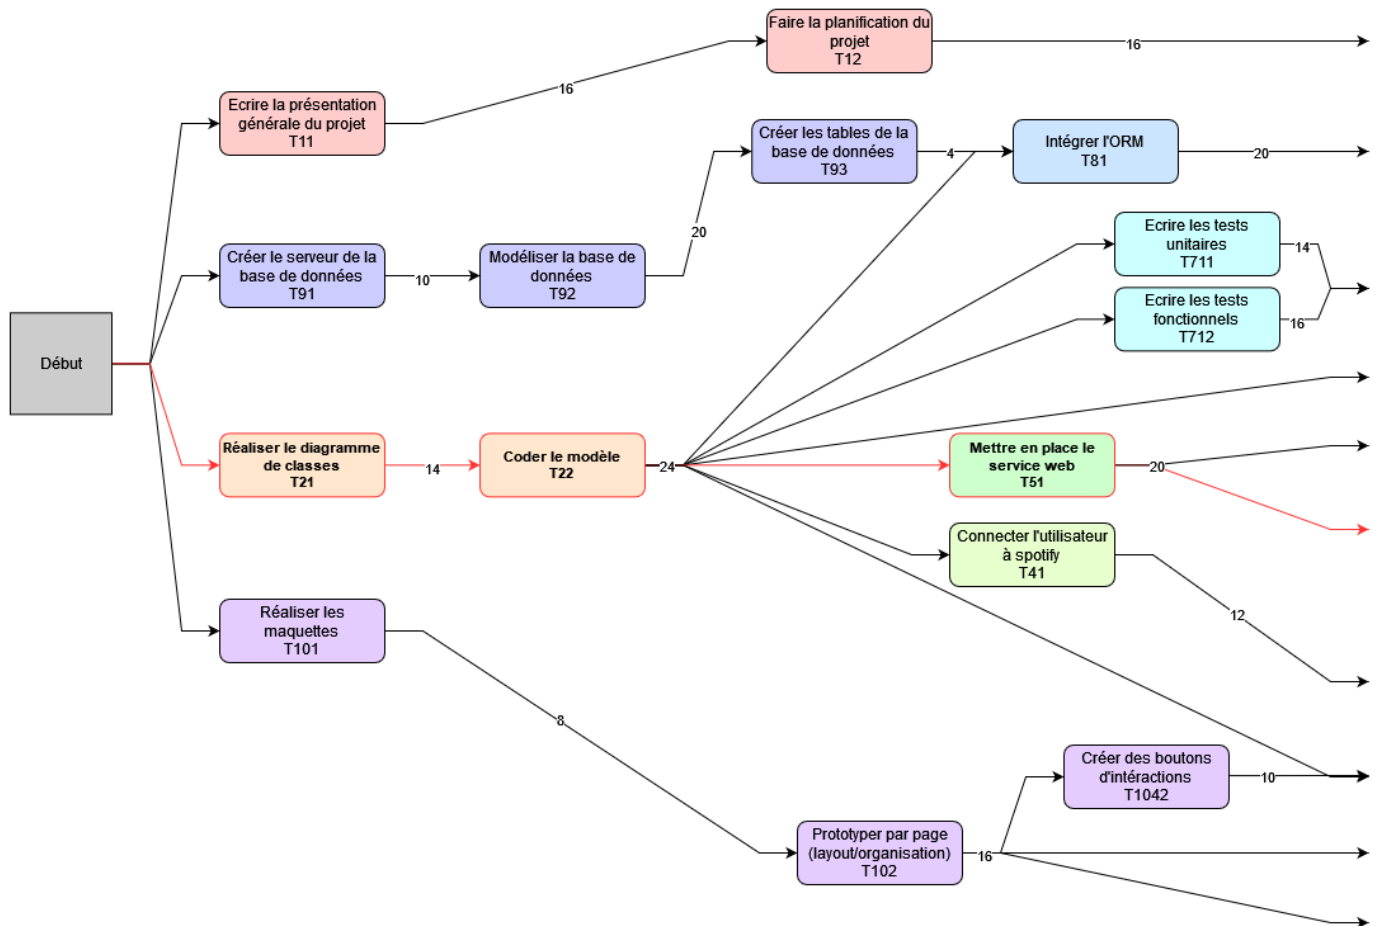 Faire la planification du
projet
T12
16
16
Ecrire la présentation
générale du projet
T11
Créer les tables de la
base de données
T93
4
Intégrer l'ORM
T81
20
Ecrire les tests
unitaires
T711
14
20
Créer le serveur de la
base de données
T91
10
Modéliser la base de
données
T92
Ecrire les tests
fonctionnels
T712
16
Début
Réaliser le diagramme
de classes
T21
14
Coder le modèle
T22
24
Mettre en place le
service web
T51
20
Connecter l'utilisateur
à spotify
T41
12
Réaliser les
maquettes
T101
8
Créer des boutons
d'intéractions
T1042
10
Prototyper par page
(layout/organisation)
T102
16